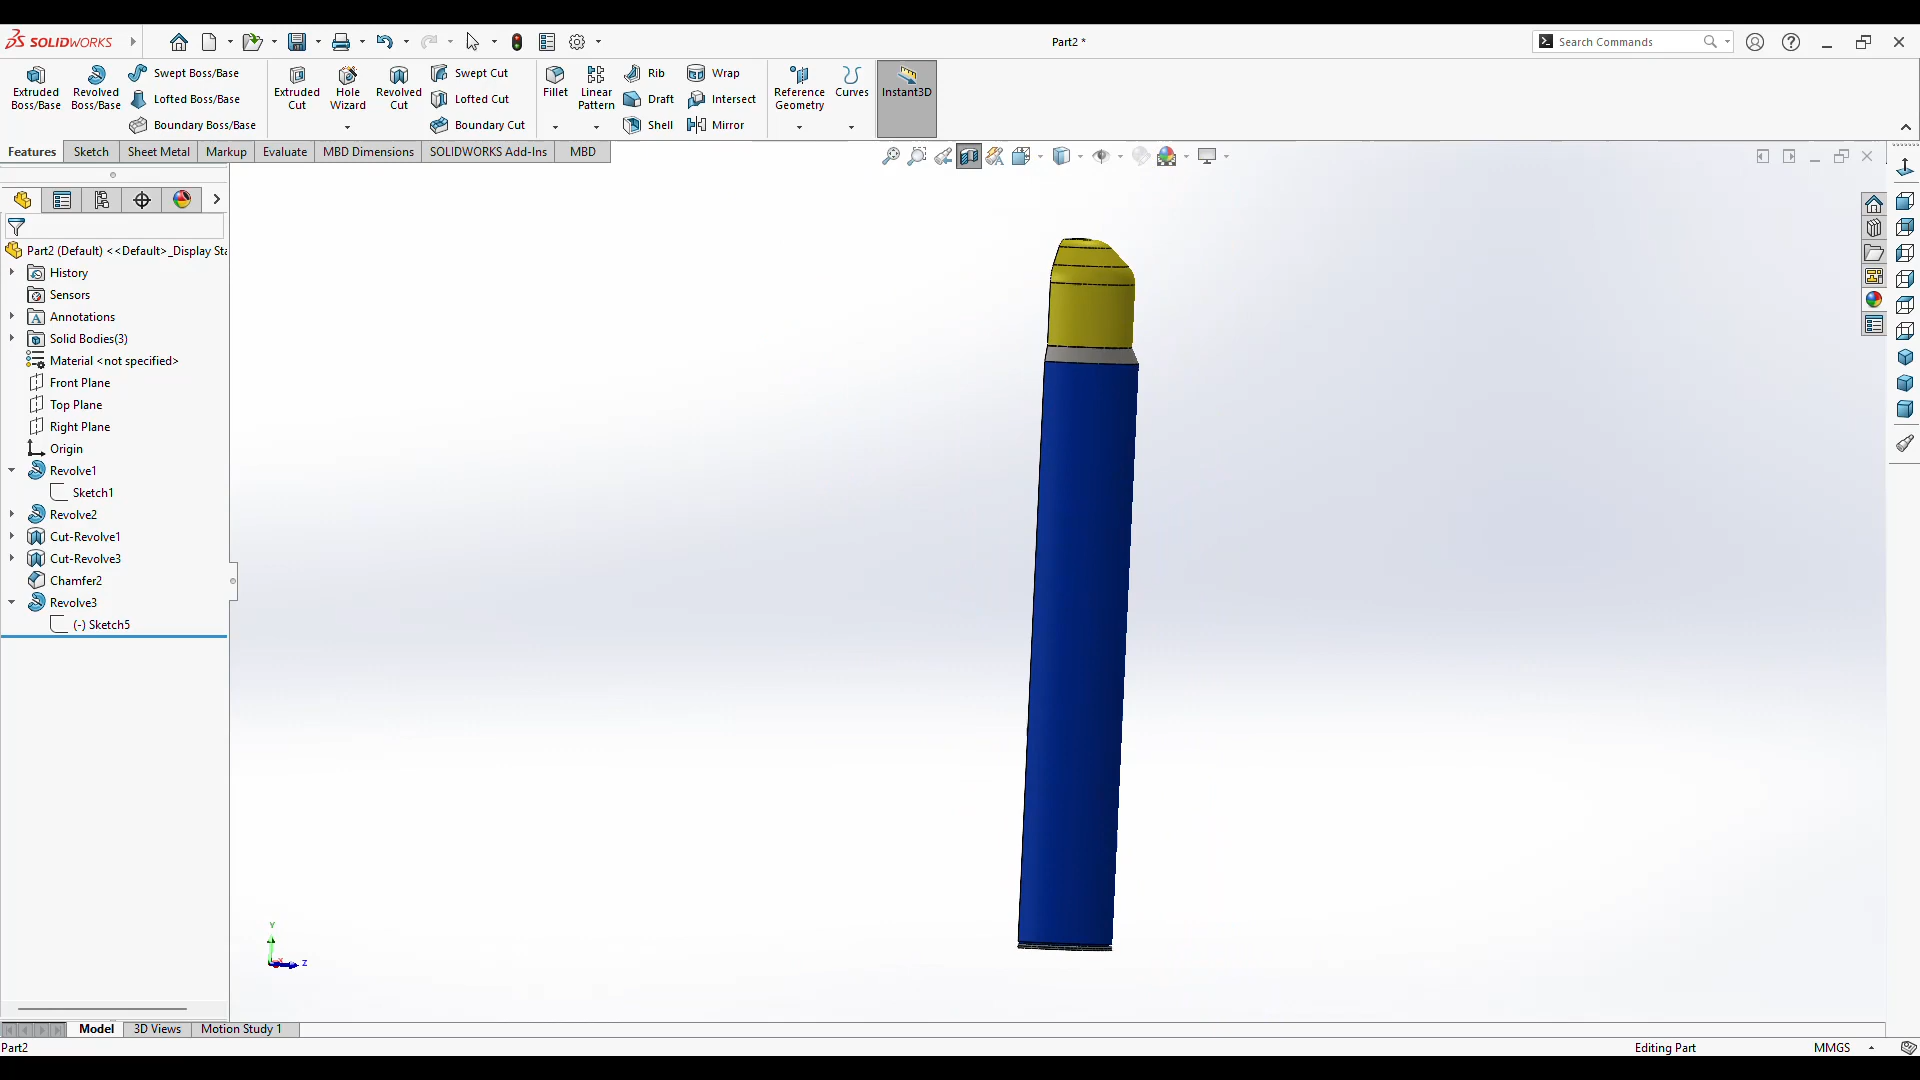 SOLIDWORKS
Part2 *
Search Commands
Extruded Boss/Base
Revolved Boss/Base
Swept Boss/Base
Lofted Boss/Base
Boundary Boss/Base
Extruded Cut
Hole Wizard
Revolved Cut
Swept Cut
Lofted Cut
Boundary Cut
Fillet
Linear Pattern
Rib
Draft
Shell
Wrap
Intersect
Mirror
Reference Geometry
Curves
Instant3D
Features
Sketch
Sheet Metal
Markup
Evaluate
MBD Dimensions
SOLIDWORKS Add-Ins
MBD
Part2 (Default) <<Default>_Display Sta
History
Sensors
Annotations
Solid Bodies(3)
Material <not specified>
Front Plane
Top Plane
Right Plane
Origin
Revolve1
Sketch1
Revolve2
Cut-Revolve1
Cut-Revolve3
Chamfer2
Revolve3
(-) Sketch5
Y
Z
Model
3D Views
Motion Study 1
Part2
Editing Part
MMGS